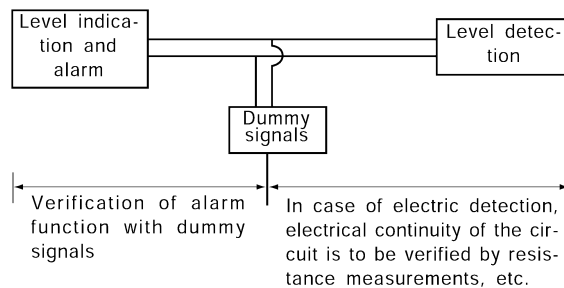 Level indica-
tion and
alarm
Level detec-
tion
Dummy
signals
Verification of alarm
function with dummy
signals
In case of electric detection,
electrical continuity of the cir-
cuit is to be verified by resis-
tance measurements, etc.